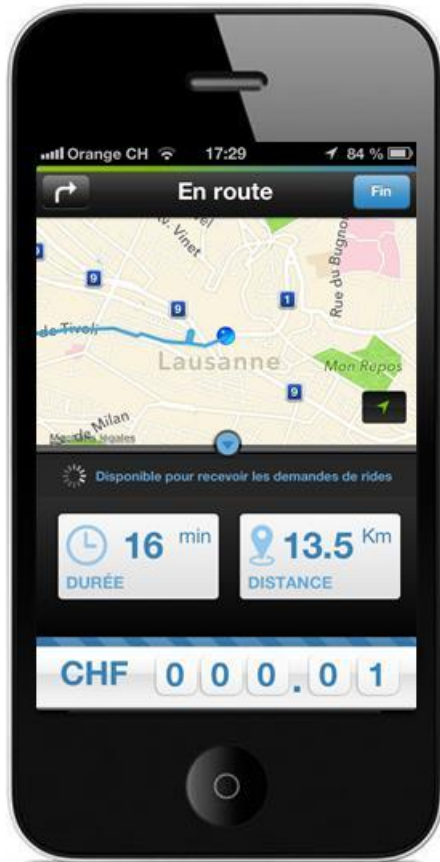 Orange CH 17:29 84 %
En route Fin
Av. Vinet
Rue du Bugnon
9
9
9
1
de Tivoli
Lausanne
Mon Repos
9
de Milan
Mentions légales
Disponible pour recevoir les demandes de rides
16 min 13.5 Km
DURÉE DISTANCE
CHF 000.01